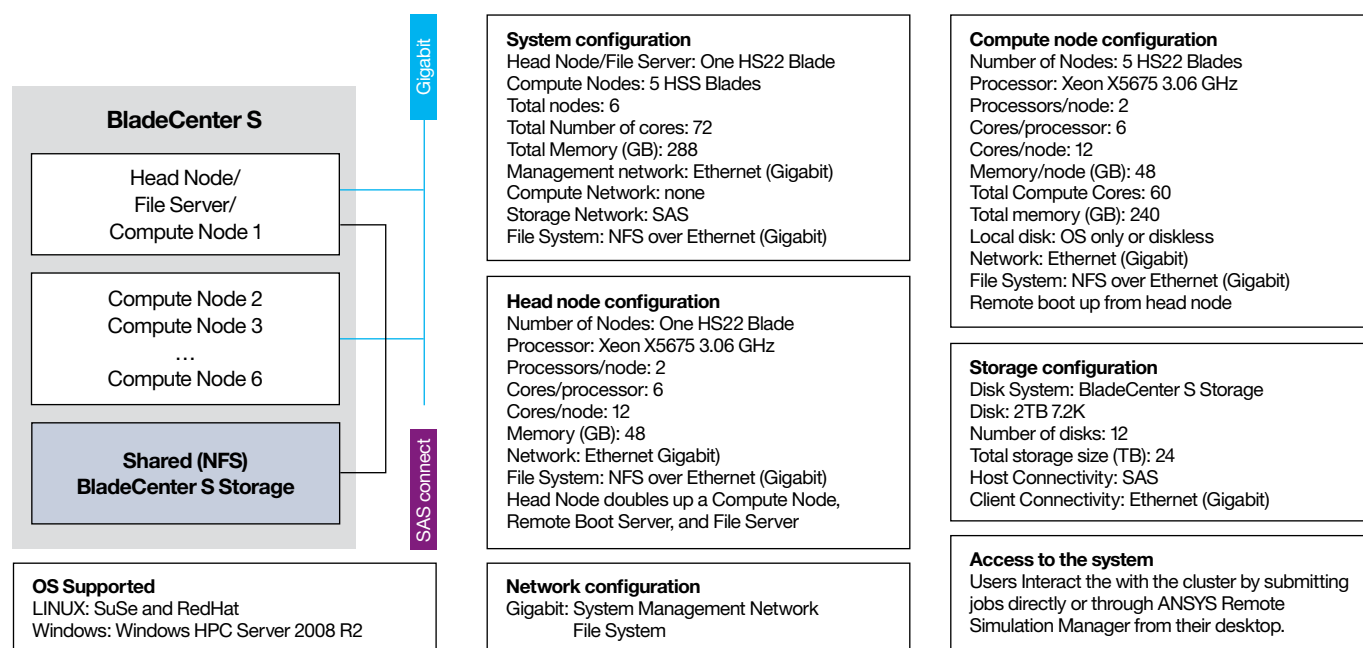 BladeCenter S
Head Node/
File Server/
Compute Node 1
Compute Node 2
Compute Node 3
…
Compute Node 6
Shared (NFS)
BladeCenter S Storage
Gigabit
SAS connect
OS Supported
LINUX: SuSe and RedHat
Windows: Windows HPC Server 2008 R2
System configuration
Head Node/File Server: One HS22 Blade
Compute Nodes: 5 HSS Blades
Total nodes: 6
Total Number of cores: 72
Total Memory (GB): 288
Management network: Ethernet (Gigabit)
Compute Network: none
Storage Network: SAS
File System: NFS over Ethernet (Gigabit)
Head node configuration
Number of Nodes: One HS22 Blade
Processor: Xeon X5675 3.06 GHz
Processors/node: 2
Cores/processor: 6
Cores/node: 12
Memory (GB): 48
Network: Ethernet Gigabit)
File System: NFS over Ethernet (Gigabit)
Head Node doubles up a Compute Node,
Remote Boot Server, and File Server
Network configuration
Gigabit: System Management Network
File System
Compute node configuration
Number of Nodes: 5 HS22 Blades
Processor: Xeon X5675 3.06 GHz
Processors/node: 2
Cores/processor: 6
Cores/node: 12
Memory/node (GB): 48
Total Compute Cores: 60
Total memory (GB): 240
Local disk: OS only or diskless
Network: Ethernet (Gigabit)
File System: NFS over Ethernet (Gigabit)
Remote boot up from head node
Storage configuration
Disk System: BladeCenter S Storage
Disk: 2TB 7.2K
Number of disks: 12
Total storage size (TB): 24
Host Connectivity: SAS
Client Connectivity: Ethernet (Gigabit)
Access to the system
Users Interact the with the cluster by submitting
jobs directly or through ANSYS Remote
Simulation Manager from their desktop.